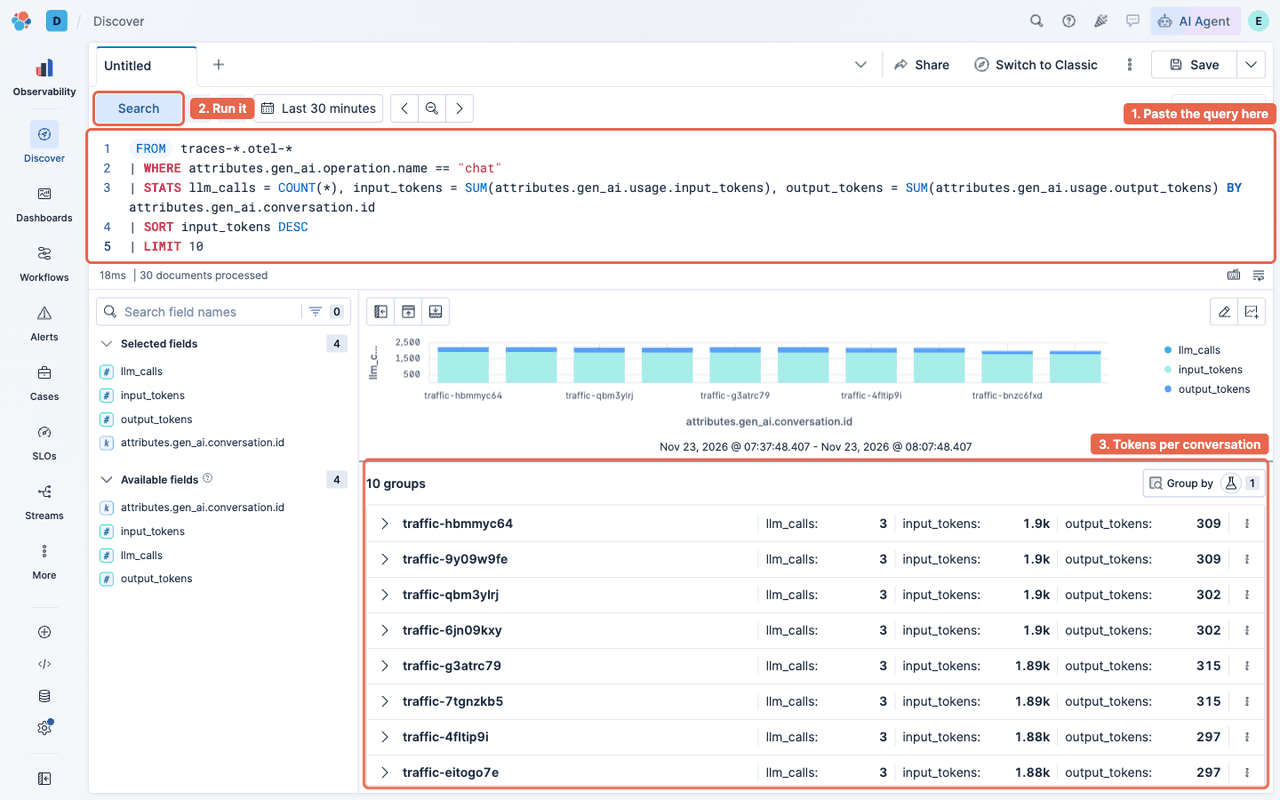 D / Discover
AI Agent
E
Untitled
Share
Switch to Classic
Save
Observability
Discover
Dashboards
Workflows
Alerts
Cases
SLOs
Streams
More
Search
2. Run it
Last 30 minutes
1. Paste the query here
1 FROM traces-*.otel-*
2 | WHERE attributes.gen_ai.operation.name == "chat"
3 | STATS llm_calls = COUNT(*), input_tokens = SUM(attributes.gen_ai.usage.input_tokens), output_tokens = SUM(attributes.gen_ai.usage.output_tokens) BY
attributes.gen_ai.conversation.id
4 | SORT input_tokens DESC
5 | LIMIT 10
18ms | 30 documents processed
Search field names
0
Selected fields 4
llm_calls
input_tokens
output_tokens
attributes.gen_ai.conversation.id
Available fields 4
attributes.gen_ai.conversation.id
input_tokens
llm_calls
output_tokens
llm_c...
2,500
1,500
500
traffic-hbmmyc64 traffic-qbm3ylrj traffic-g3atrc79 traffic-4fltip9i traffic-bnzc6fxd
attributes.gen_ai.conversation.id
llm_calls
input_tokens
output_tokens
Nov 23, 2026 @ 07:37:48.407 - Nov 23, 2026 @ 08:07:48.407
3. Tokens per conversation
10 groups
Group by 1
traffic-hbmmyc64 llm_calls: 3 input_tokens: 1.9k output_tokens: 309
traffic-9y09w9fe llm_calls: 3 input_tokens: 1.9k output_tokens: 309
traffic-qbm3ylrj llm_calls: 3 input_tokens: 1.9k output_tokens: 302
traffic-6jn09kxy llm_calls: 3 input_tokens: 1.9k output_tokens: 302
traffic-g3atrc79 llm_calls: 3 input_tokens: 1.89k output_tokens: 315
traffic-7tgnzkb5 llm_calls: 3 input_tokens: 1.89k output_tokens: 315
traffic-4fltip9i llm_calls: 3 input_tokens: 1.88k output_tokens: 297
traffic-eitogo7e llm_calls: 3 input_tokens: 1.88k output_tokens: 297